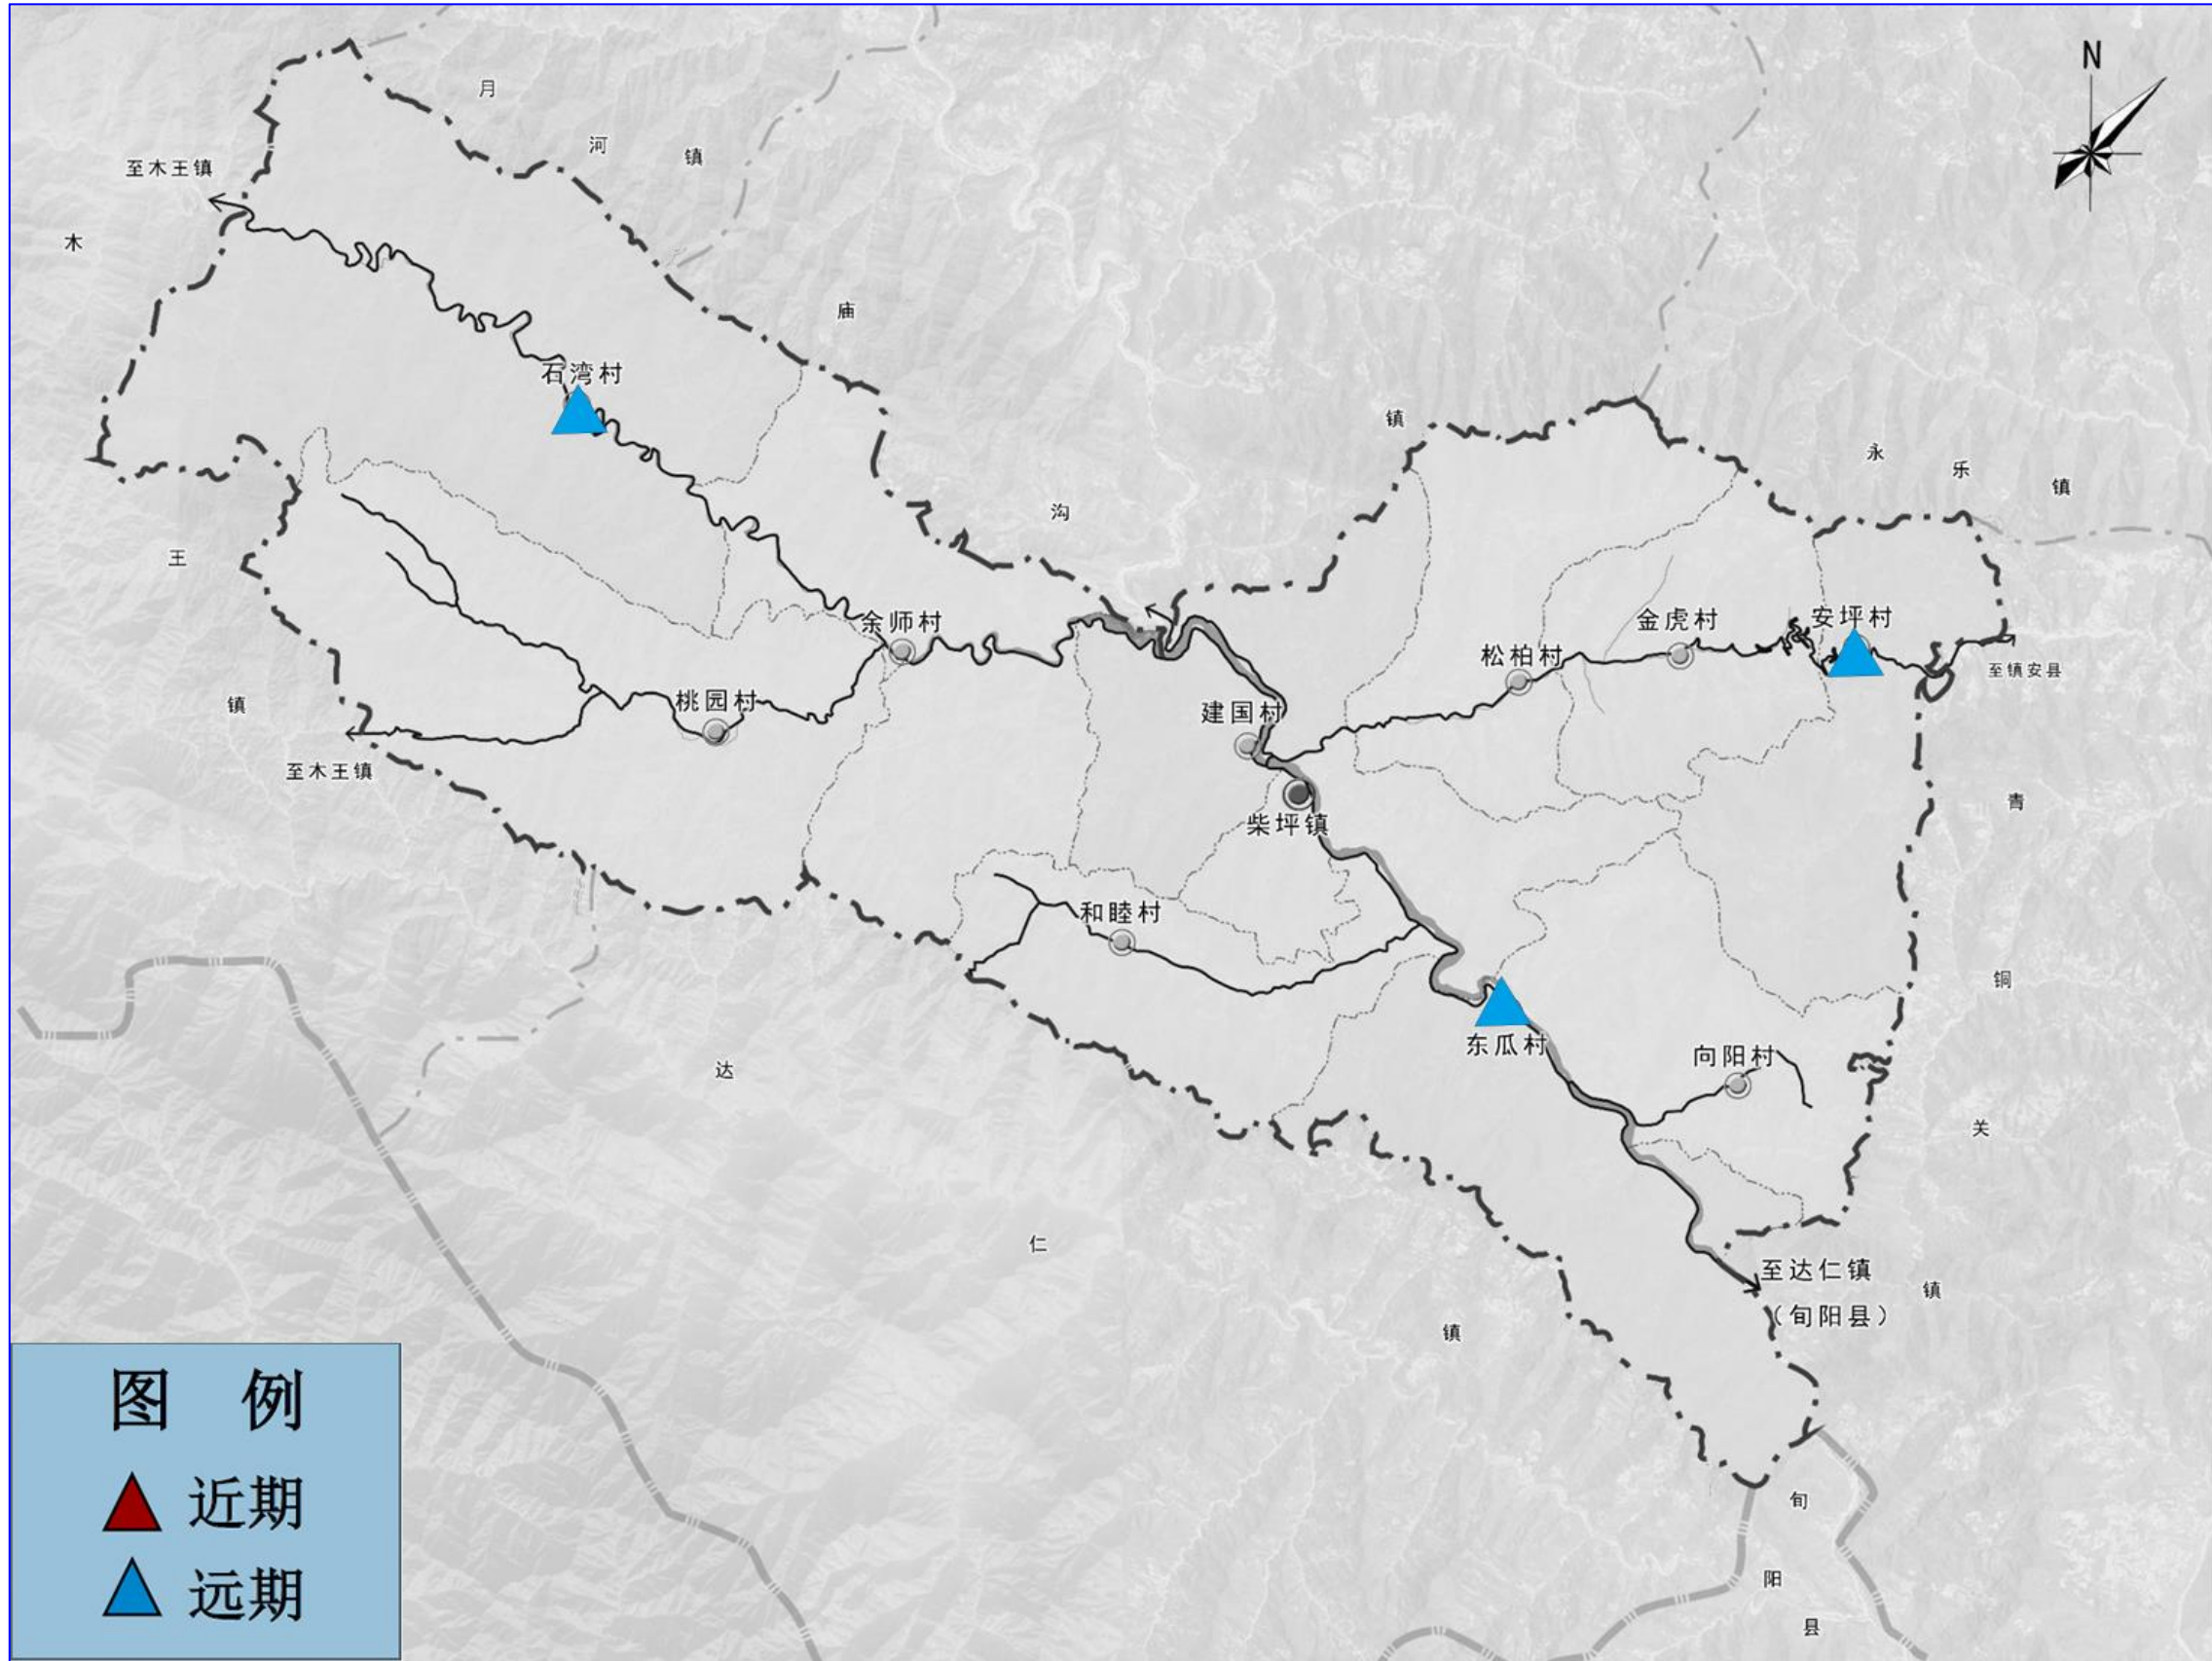 N
月河镇
至木王镇
木王镇
庙沟镇
石湾村
永乐镇
余师村
金虎村
安坪村
松柏村
至镇安县
桃园村
建国村
至木王镇
柴坪镇
青铜关镇
和睦村
东瓜村
向阳村
达仁镇
至达仁镇
（旬阳县）
旬阳县
图 例
近期
远期